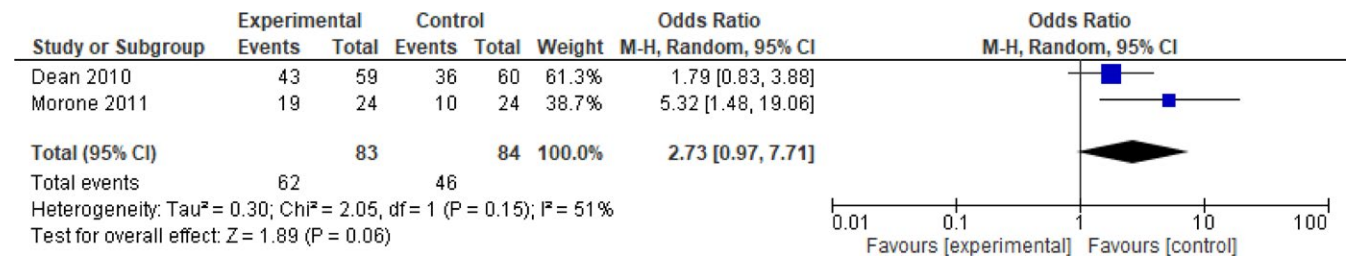 Experimental Control Odds Ratio Odds Ratio
Study or Subgroup Events Total Events Total Weight M-H, Random, 95% CI M-H, Random, 95% CI
Dean 2010 43 59 36 60 61.3% 1.79 [0.83, 3.88]
Morone 2011 19 24 10 24 38.7% 5.32 [1.48, 19.06]
Total (95% CI) 83 84 100.0% 2.73 [0.97, 7.71]
Total events 62 46
Heterogeneity: Tau² = 0.30; Chi² = 2.05, df = 1 (P = 0.15); I² = 51%
Test for overall effect: Z = 1.89 (P = 0.06)
0.01 0.1 1 10 100
Favours [experimental] Favours [control]